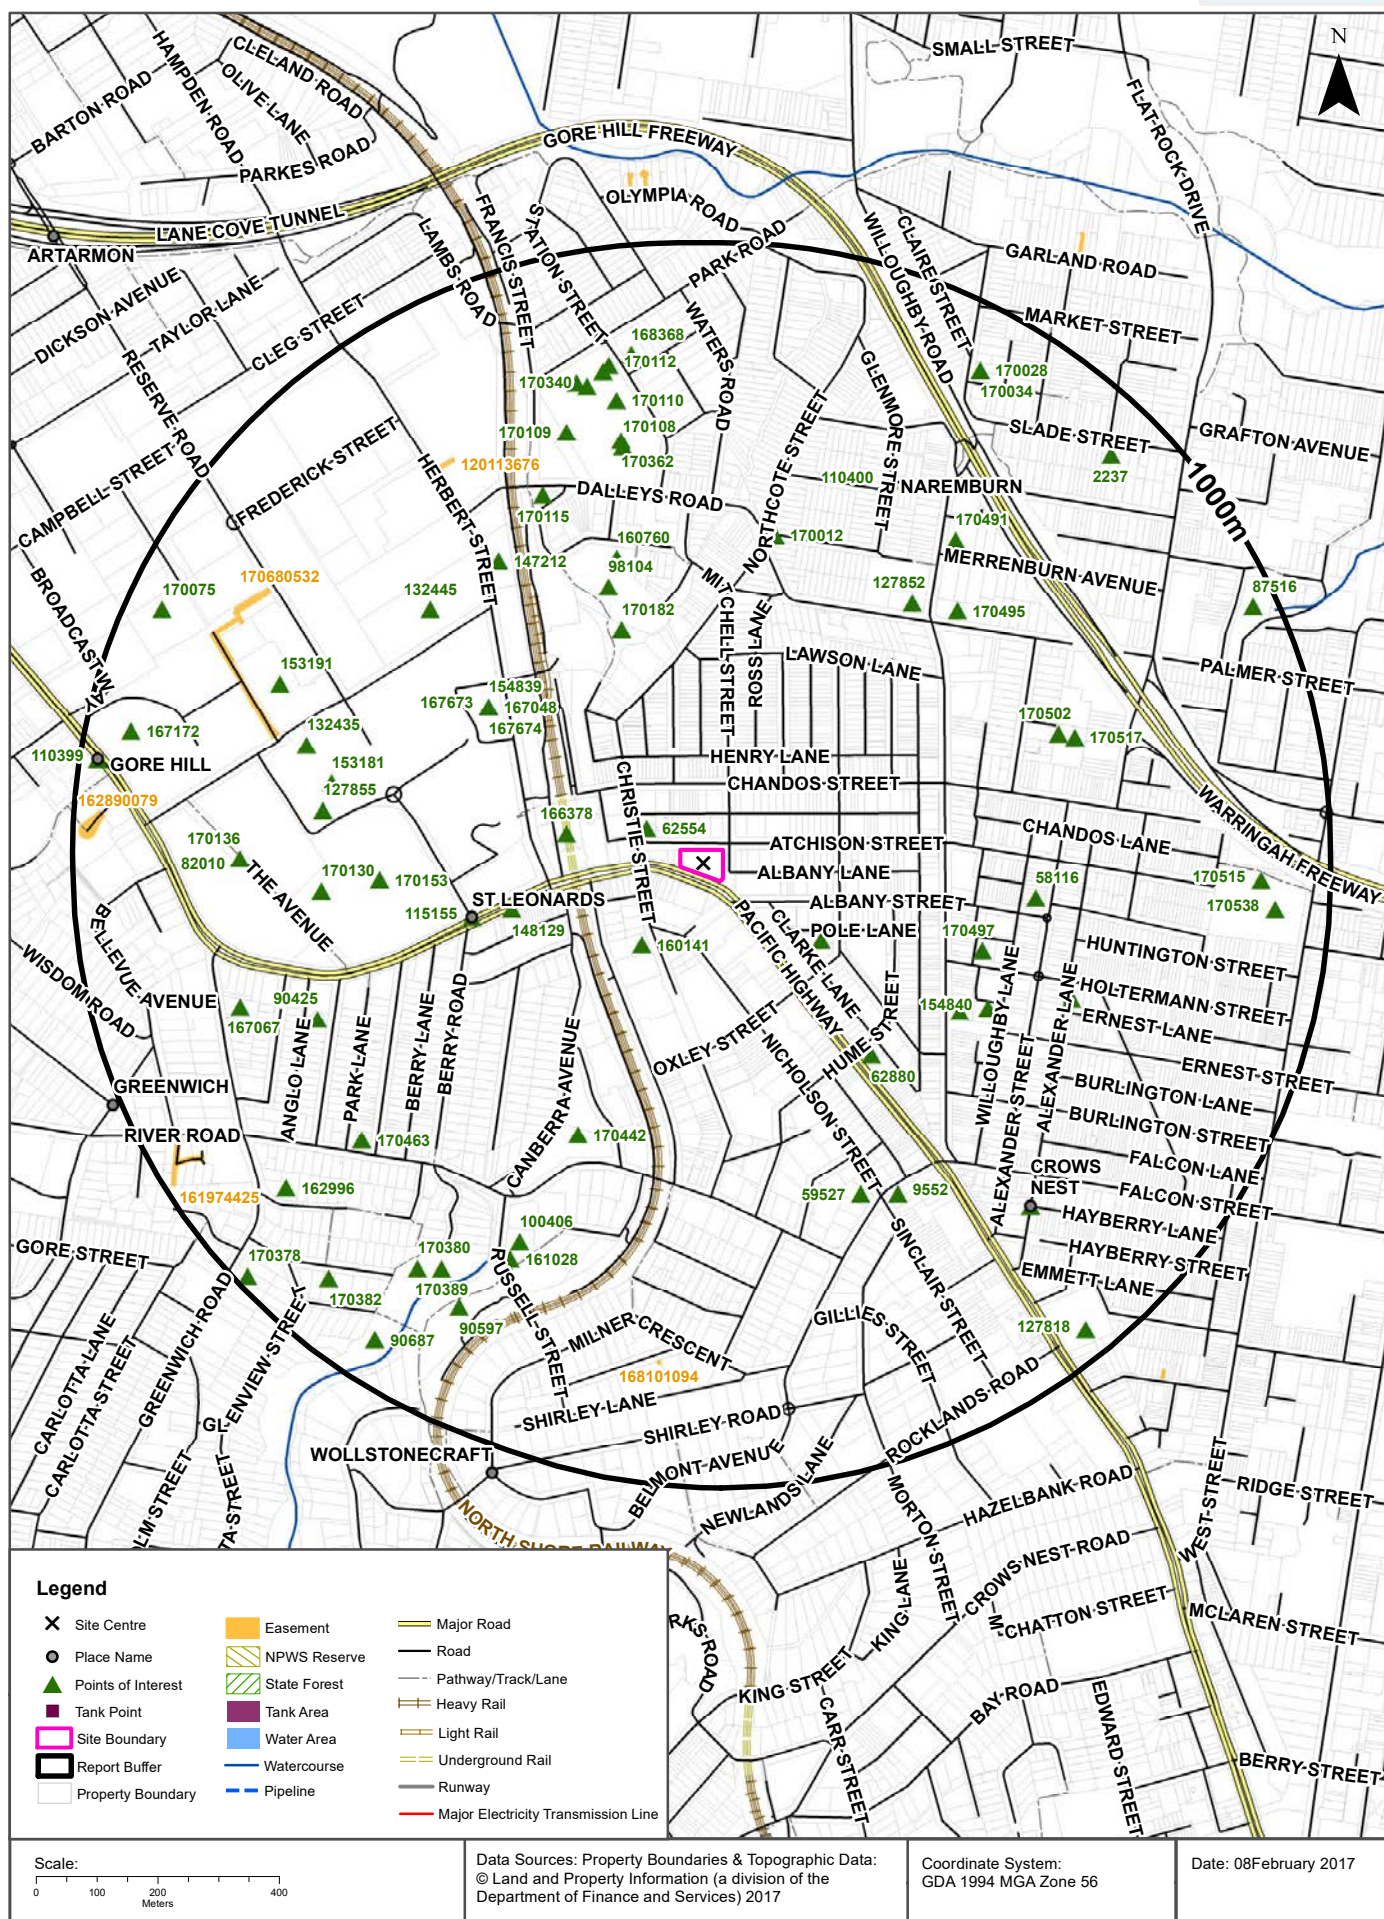 N
SMALL STREET
HAMPDEN ROAD
CLELAND ROAD
OLIVE LANE
BARTON ROAD
PARKES ROAD
FLAT ROCK DRIVE
GORE HILL FREEWAY
LANE COVE TUNNEL
ARTARMON
FRANCIS STREET
STATION STREET
OLYMPIA ROAD
PARK ROAD
WILLOUGHBY ROAD
CLAIRE STREET
GARLAND ROAD
LAMBS ROAD
DICKSON AVENUE
TAYLOR LANE
CLEG STREET
WATERS ROAD
MARKET STREET
RESERVE ROAD
168368
170112
170340
170110
170109
170108
170362
GLENMORE STREET
170028
170034
SLADE STREET
GRAFTON AVENUE
2237
1000m
CAMPBELL STREET
FREDERICK STREET
HERBERT STREET
120113676
DALLEYS ROAD
NORTHCOTE STREET
110400
NAREMBURN
170115
170491
170012
160760
98104
147212
MERRENBURN AVENUE
BROADCAST WAY
170075
170680532
132445
MITCHELL STREET
ROSS LANE
127852
170495
87516
170182
LAWSON LANE
PALMER STREET
153191
154839
167673
167048
167674
167172
132435
170502
170517
110399
GORE HILL
153181
127855
HENRY LANE
CHANDOS STREET
CHRISTIE STREET
162890079
166378
62554
ATCHISON STREET
CHANDOS LANE
WARRINGAH FREEWAY
170136
82010
THE AVENUE
170130
170153
ALBANY LANE
58116
170515
170538
115155
ST LEONARDS
148129
ALBANY STREET
POLE LANE
PACIFIC HIGHWAY
CLARKE LANE
160141
170497
HUNTINGTON STREET
BELLEVUE AVENUE
WISDOM ROAD
167067
90425
ANGLO LANE
PARK LANE
BERRY LANE
BERRY ROAD
CANBERRA AVENUE
OXLEY STREET
NICHOLSON STREET
HUME STREET
62880
154840
WILLOUGHBY LANE
ALEXANDER STREET
ALEXANDER LANE
HOLTERMANN STREET
ERNEST LANE
ERNEST STREET
BURLINGTON LANE
BURLINGTON STREET
FALCON LANE
FALCON STREET
GREENWICH
RIVER ROAD
170463
170442
161974425
162996
59527
9552
CROWS
NEST
HAYBERRY LANE
HAYBERRY STREET
EMMETT LANE
GORE STREET
170378
170382
170380
170389
100406
161028
90597
90687
RUSSELL STREET
MILNER CRESCENT
168101094
GILLIES STREET
SINCLAIR STREET
127818
CARLOTTA LANE
CARLOTTA STREET
GREENWICH ROAD
GLENVIEW STREET
SHIRLEY LANE
SHIRLEY ROAD
ROCKLANDS ROAD
WOLLSTONECRAFT
BELMONT AVENUE
NEWLANDS LANE
MORTON STREET
HAZELBANK ROAD
WEST STREET
RIDGE STREET
OLM STREET
TA STREET
NORTH SHORE RAILWAY
CROWS NEST ROAD
KING LANE
M
CHATTON STREET
MCLAREN STREET
RKS ROAD
KING STREET
CARR STREET
BAY ROAD
EDWARD STREET
BERRY STREET
Legend
Site Centre
Place Name
Points of Interest
Tank Point
Site Boundary
Report Buffer
Property Boundary
Easement
NPWS Reserve
State Forest
Tank Area
Water Area
Watercourse
Pipeline
Major Road
Road
Pathway/Track/Lane
Heavy Rail
Light Rail
Underground Rail
Runway
Major Electricity Transmission Line
Scale:
0 100 200 400
Meters
Data Sources: Property Boundaries & Topographic Data:
© Land and Property Information (a division of the
Department of Finance and Services) 2017
Coordinate System:
GDA 1994 MGA Zone 56
Date: 08February 2017